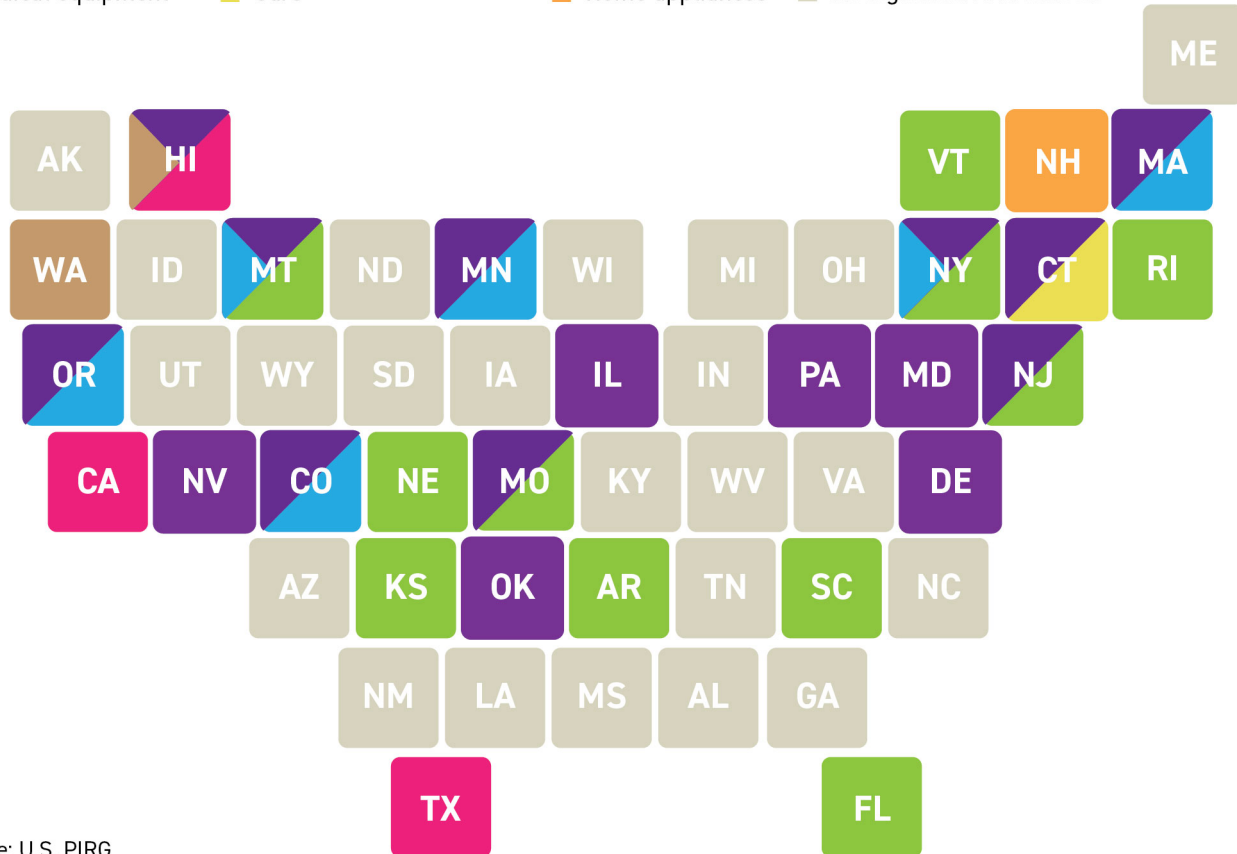 equipment
ME
AK HI VT NH MA
WA ID MT ND MN WI MI OH NY CT RI
OR UT WY SD IA IL IN PA MD NJ
CA NV CO NE MO KY WV VA DE
AZ KS OK AR TN SC NC
NM LA MS AL GA
TX FL
U.S. PIRG